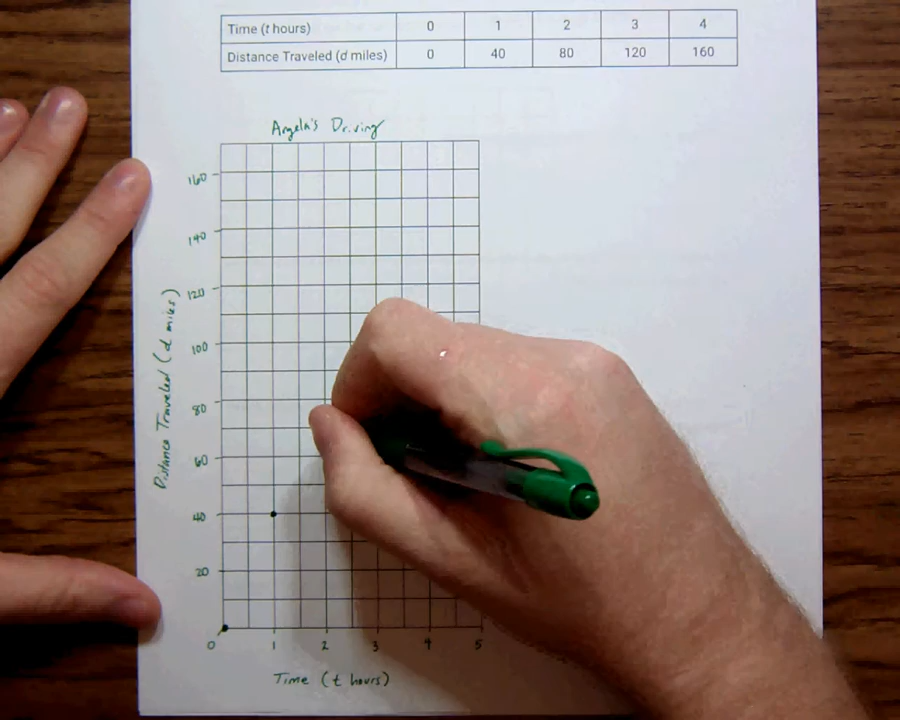 Time (t hours) 0 1 2 3 4
Distance Traveled (d miles) 0 40 80 120 160
Angela's Driving
160
140
120
100
80
60
40
20
0 1 2 3 4 5
Distance Traveled (d miles)
Time (t hours)